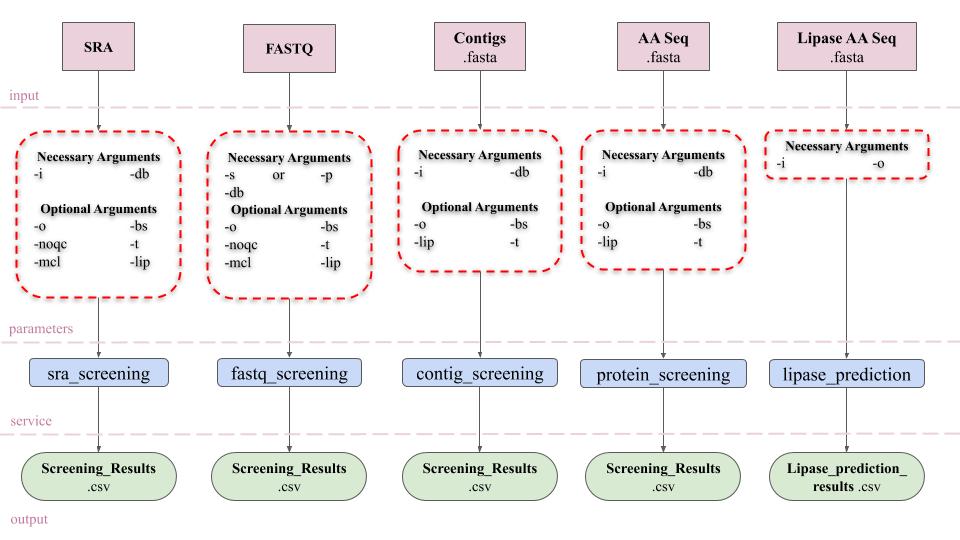 SRA
FASTQ
Contigs
.fasta
AA Seq
.fasta
Lipase AA Seq
.fasta
input
Necessary Arguments
-i -db
Optional Arguments
-o -bs
-noqc -t
-mcl -lip
Necessary Arguments
-s or -p
-db
Optional Arguments
-o -bs
-noqc -t
-mcl -lip
Necessary Arguments
-i -db
Optional Arguments
-o -bs
-lip -t
Necessary Arguments
-i -db
Optional Arguments
-o -bs
-lip -t
Necessary Arguments
-i -o
parameters
sra_screening
fastq_screening
contig_screening
protein_screening
lipase_prediction
service
Screening_Results
.csv
Screening_Results
.csv
Screening_Results
.csv
Screening_Results
.csv
Lipase_prediction_
results .csv
output